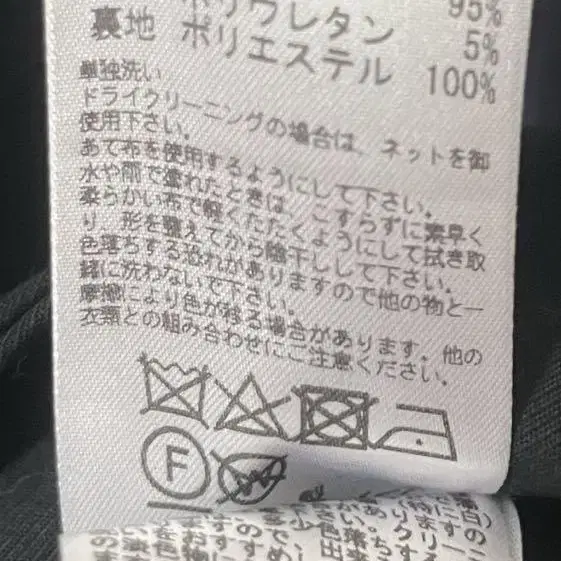 95%
ポリウレタン 5%
裏地 ポリエステル 100%
単独洗い
ドライクリーニングの場合は、ネットを御
使用下さい。
あて布を使用するようにして下さい。
水や雨で濡れたときは、こすらずに素早く
柔らかい布で軽くたたくようにして拭き取
り 形を整えてから陰干しして下さい。
色落ちする恐れがありますので他の物と一
緒に洗わないで下さい。
摩擦により色が移る場合があります。他の
衣類との組み合わせにご注意ください。
F
W